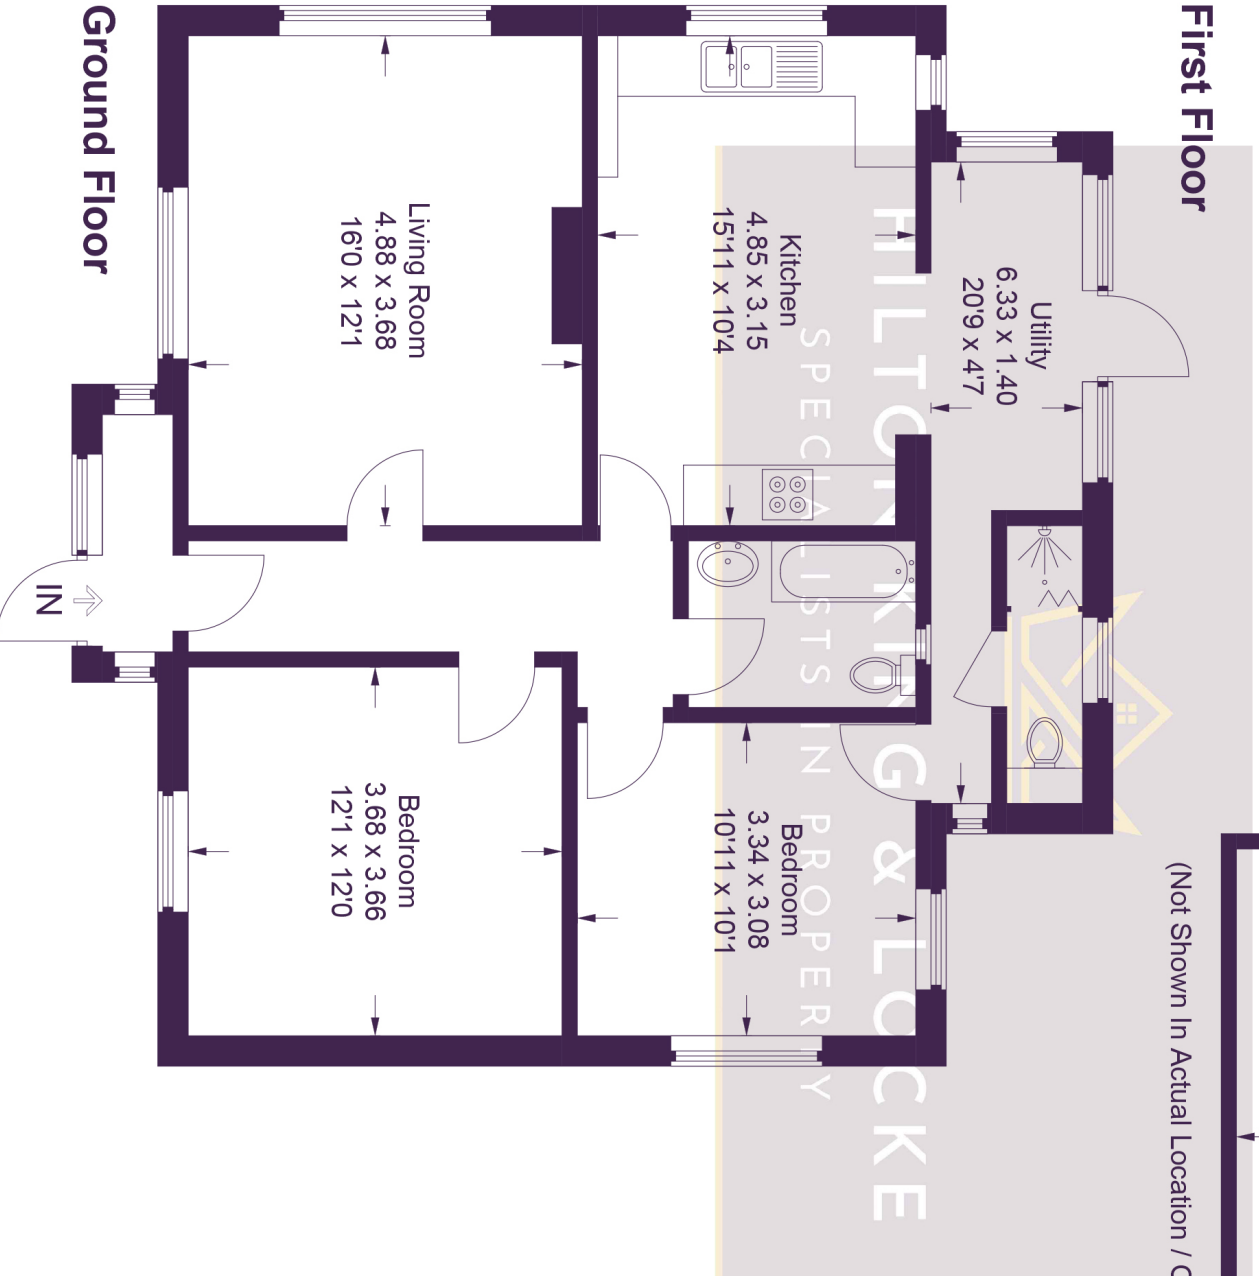 First Floor
(Not Shown In Actual Location /
Utility
6.33 x 1.40
20'9 x 4'7
HILTON KING & LOCKE
SPECIALISTS IN PROPERTY
Kitchen
4.85 x 3.15
15'11 x 10'4
Bedroom
3.34 x 3.08
10'11 x 10'1
Living Room
4.88 x 3.68
16'0 x 12'1
Bedroom
3.68 x 3.66
12'1 x 12'0
Ground Floor
IN